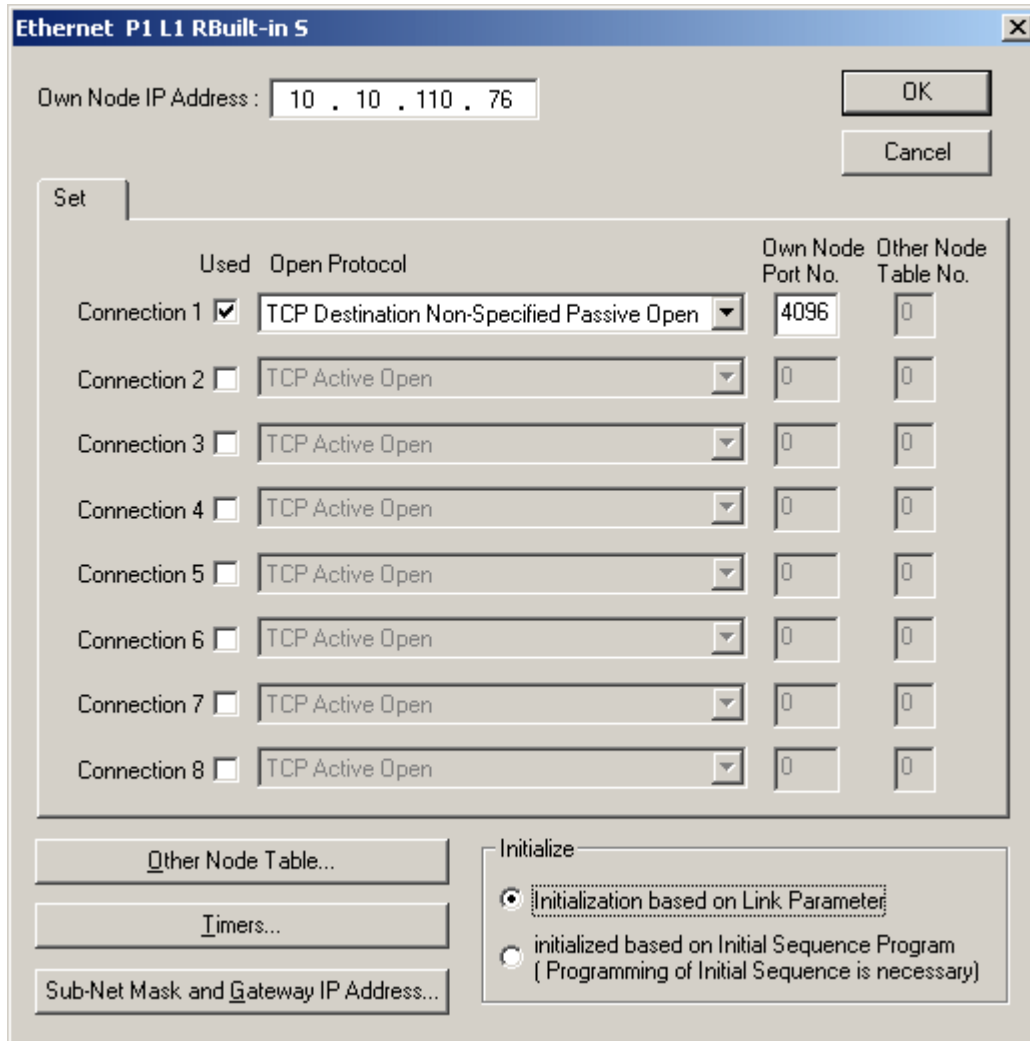 Ethernet P1 L1 RBuilt-in S
Own Node IP Address : 10 . 10 . 110 . 76
OK
Cancel
Set
Used Open Protocol Own Node Port No. Other Node Table No.
Connection 1 TCP Destination Non-Specified Passive Open 4096 0
Connection 2 TCP Active Open 0 0
Connection 3 TCP Active Open 0 0
Connection 4 TCP Active Open 0 0
Connection 5 TCP Active Open 0 0
Connection 6 TCP Active Open 0 0
Connection 7 TCP Active Open 0 0
Connection 8 TCP Active Open 0 0
Other Node Table...
Timers...
Sub-Net Mask and Gateway IP Address...
Initialize
Initialization based on Link Parameter
initialized based on Initial Sequence Program
( Programming of Initial Sequence is necessary)